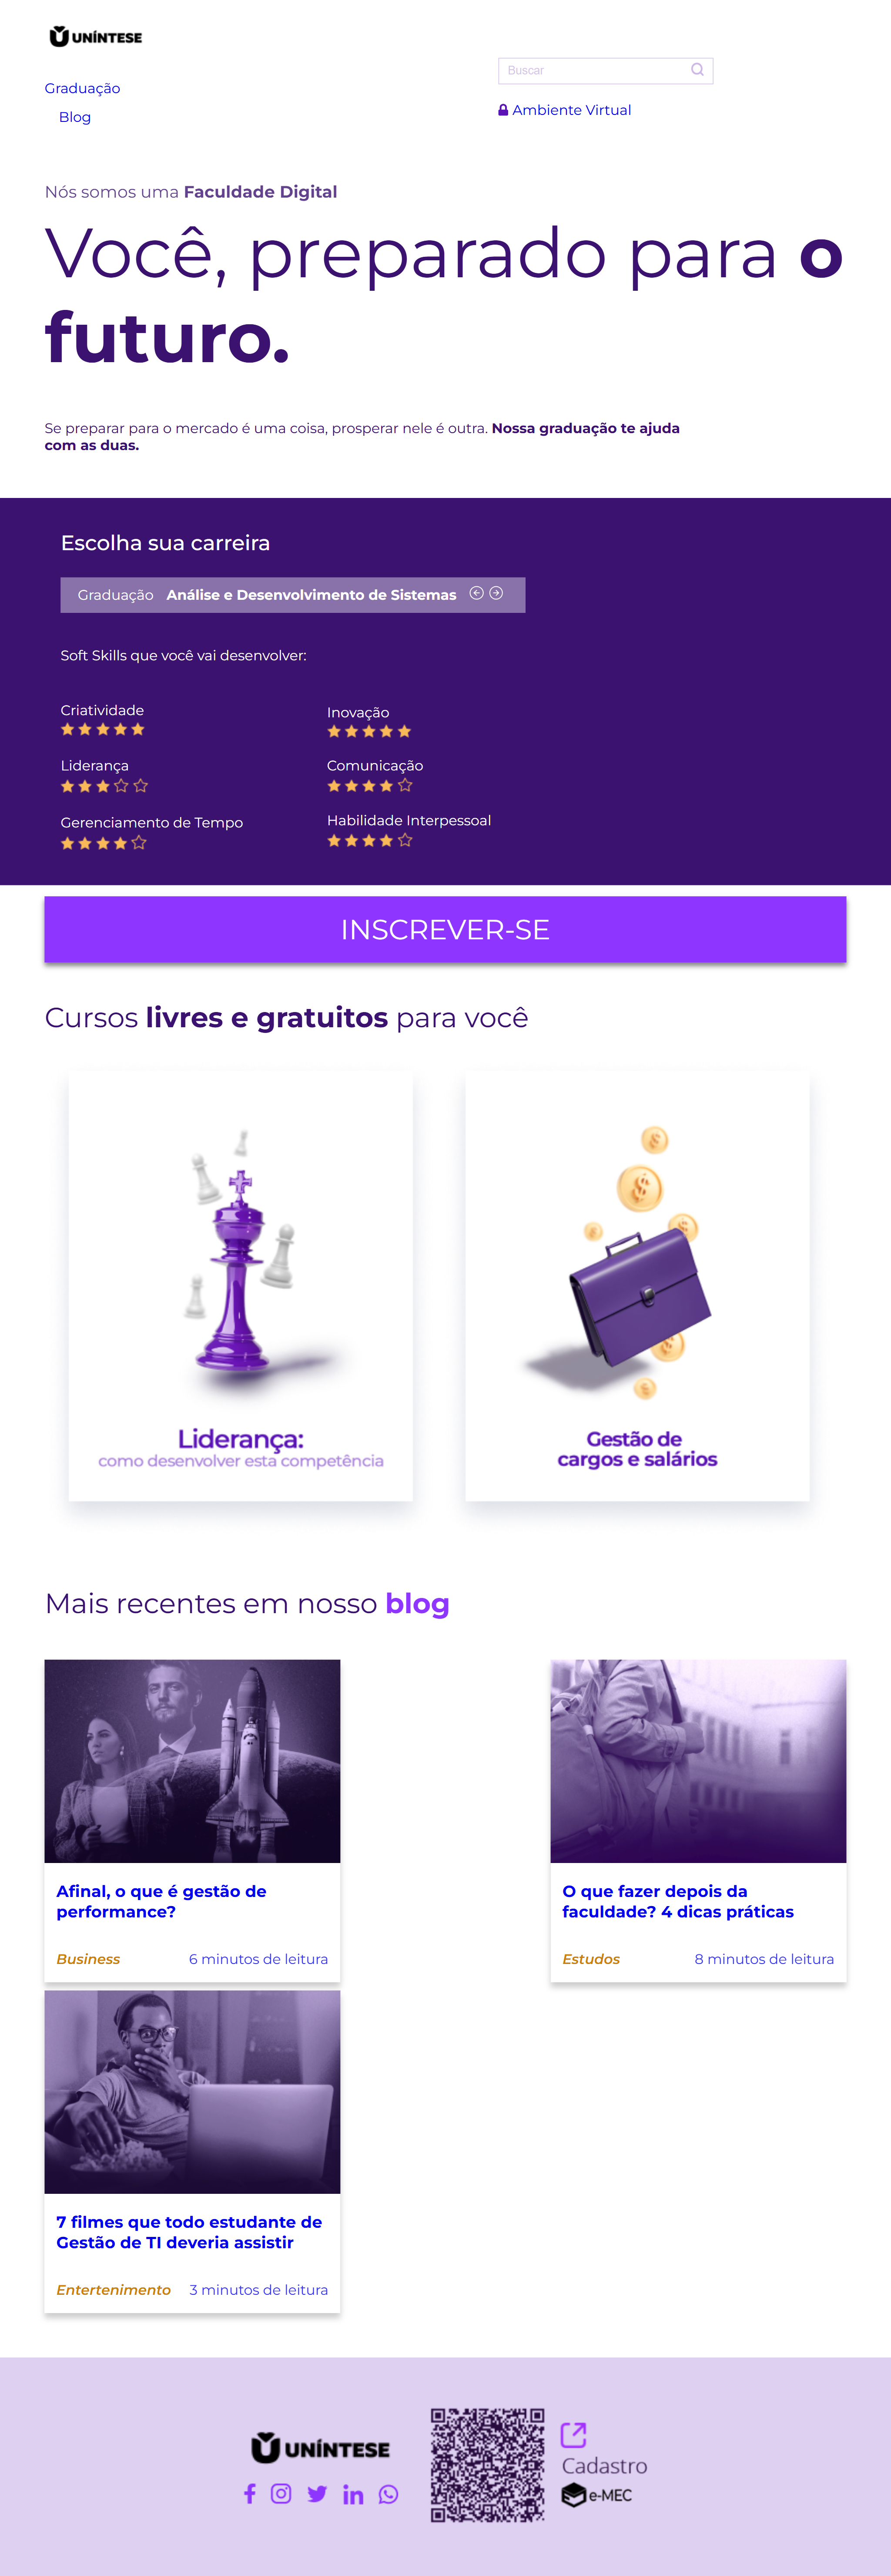 UNÍNTESE
Graduação
Blog
Buscar
Ambiente Virtual
Nós somos uma Faculdade Digital
Você, preparado para o
futuro.
Se preparar para o mercado é uma coisa, prosperar nele é outra. Nossa graduação te ajuda
com as duas.
Escolha sua carreira
Graduação Análise e Desenvolvimento de Sistemas
Soft Skills que você vai desenvolver:
Criatividade
Inovação
Liderança
Comunicação
Gerenciamento de Tempo
Habilidade Interpessoal
INSCREVER-SE
Cursos livres e gratuitos para você
Liderança:
como desenvolver esta competência
Gestão de
cargos e salários
Mais recentes em nosso blog
Afinal, o que é gestão de
performance?
Business 6 minutos de leitura
O que fazer depois da
faculdade? 4 dicas práticas
Estudos 8 minutos de leitura
7 filmes que todo estudante de
Gestão de TI deveria assistir
Entertenimento 3 minutos de leitura
UNÍNTESE
Cadastro
e-MEC